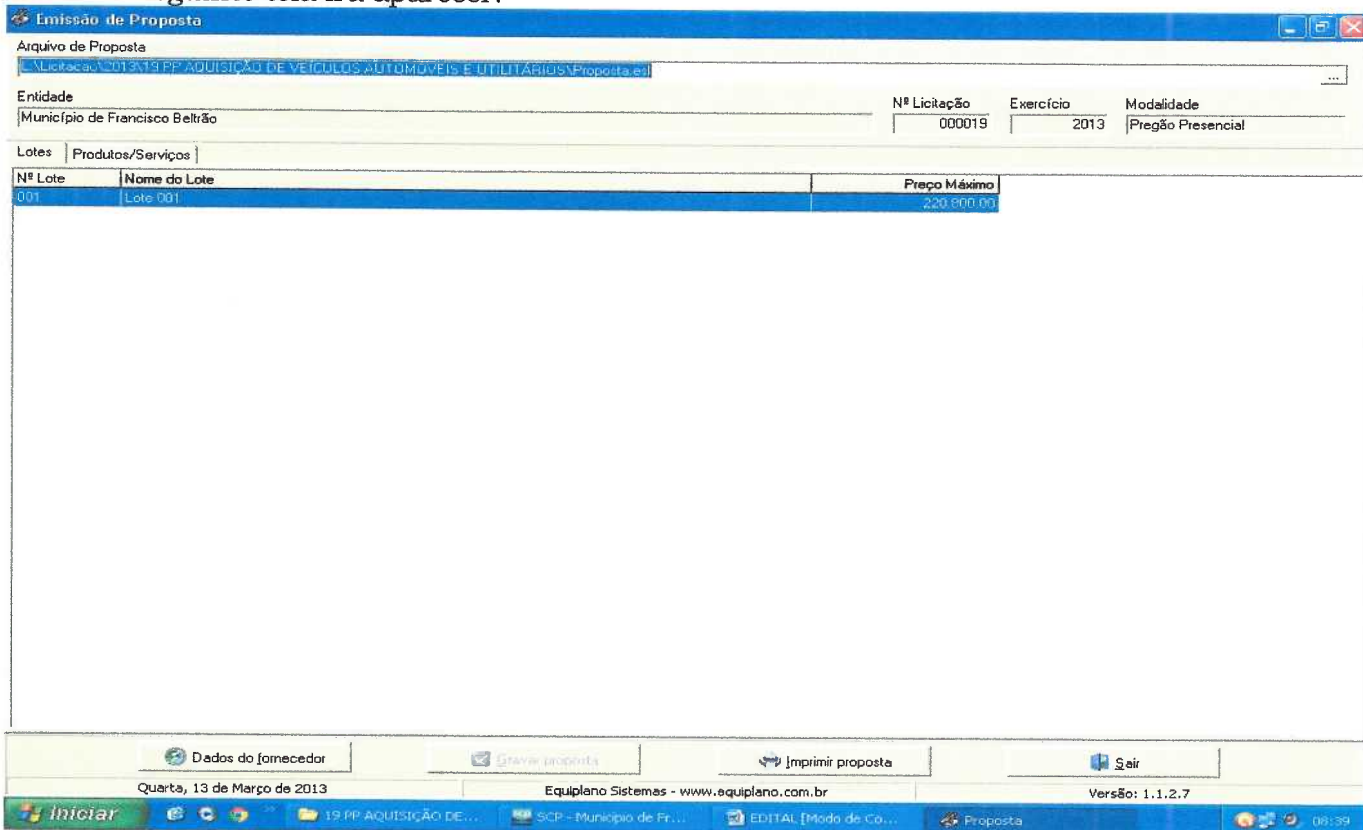 tela irá aparecer:
Emissão de Proposta
Arquivo de Proposta
\Licitacao\2013\19 PP AQUISIÇÃO DE VEÍCULOS AUTOMÓVEIS E UTILITÁRIOS\Proposta.esl
...
Entidade
Nº Licitação Exercício Modalidade
Município de Francisco Beltrão 000019 2013 Pregão Presencial
Lotes Produtos/Serviços
Nº Lote Nome do Lote Preço Máximo
001 Lote 001 220.800,00
Dados do fornecedor Gravar proposta Imprimir proposta Sair
Quarta, 13 de Março de 2013 Equiplano Sistemas - www.equiplano.com.br Versão: 1.1.2.7
Iniciar 19 PP AQUISIÇÃO DE... SCP - Município de Fr... EDITAL [Modo de Co... Proposta 08:39